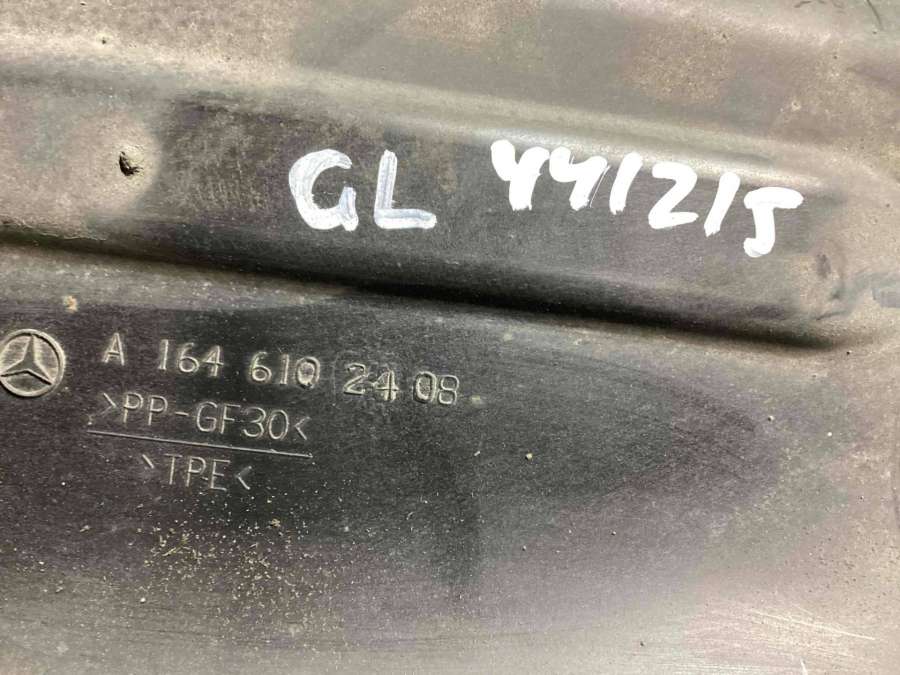 GL 441215
A 164 610 24 08
>PP-GF30<
>TPE<